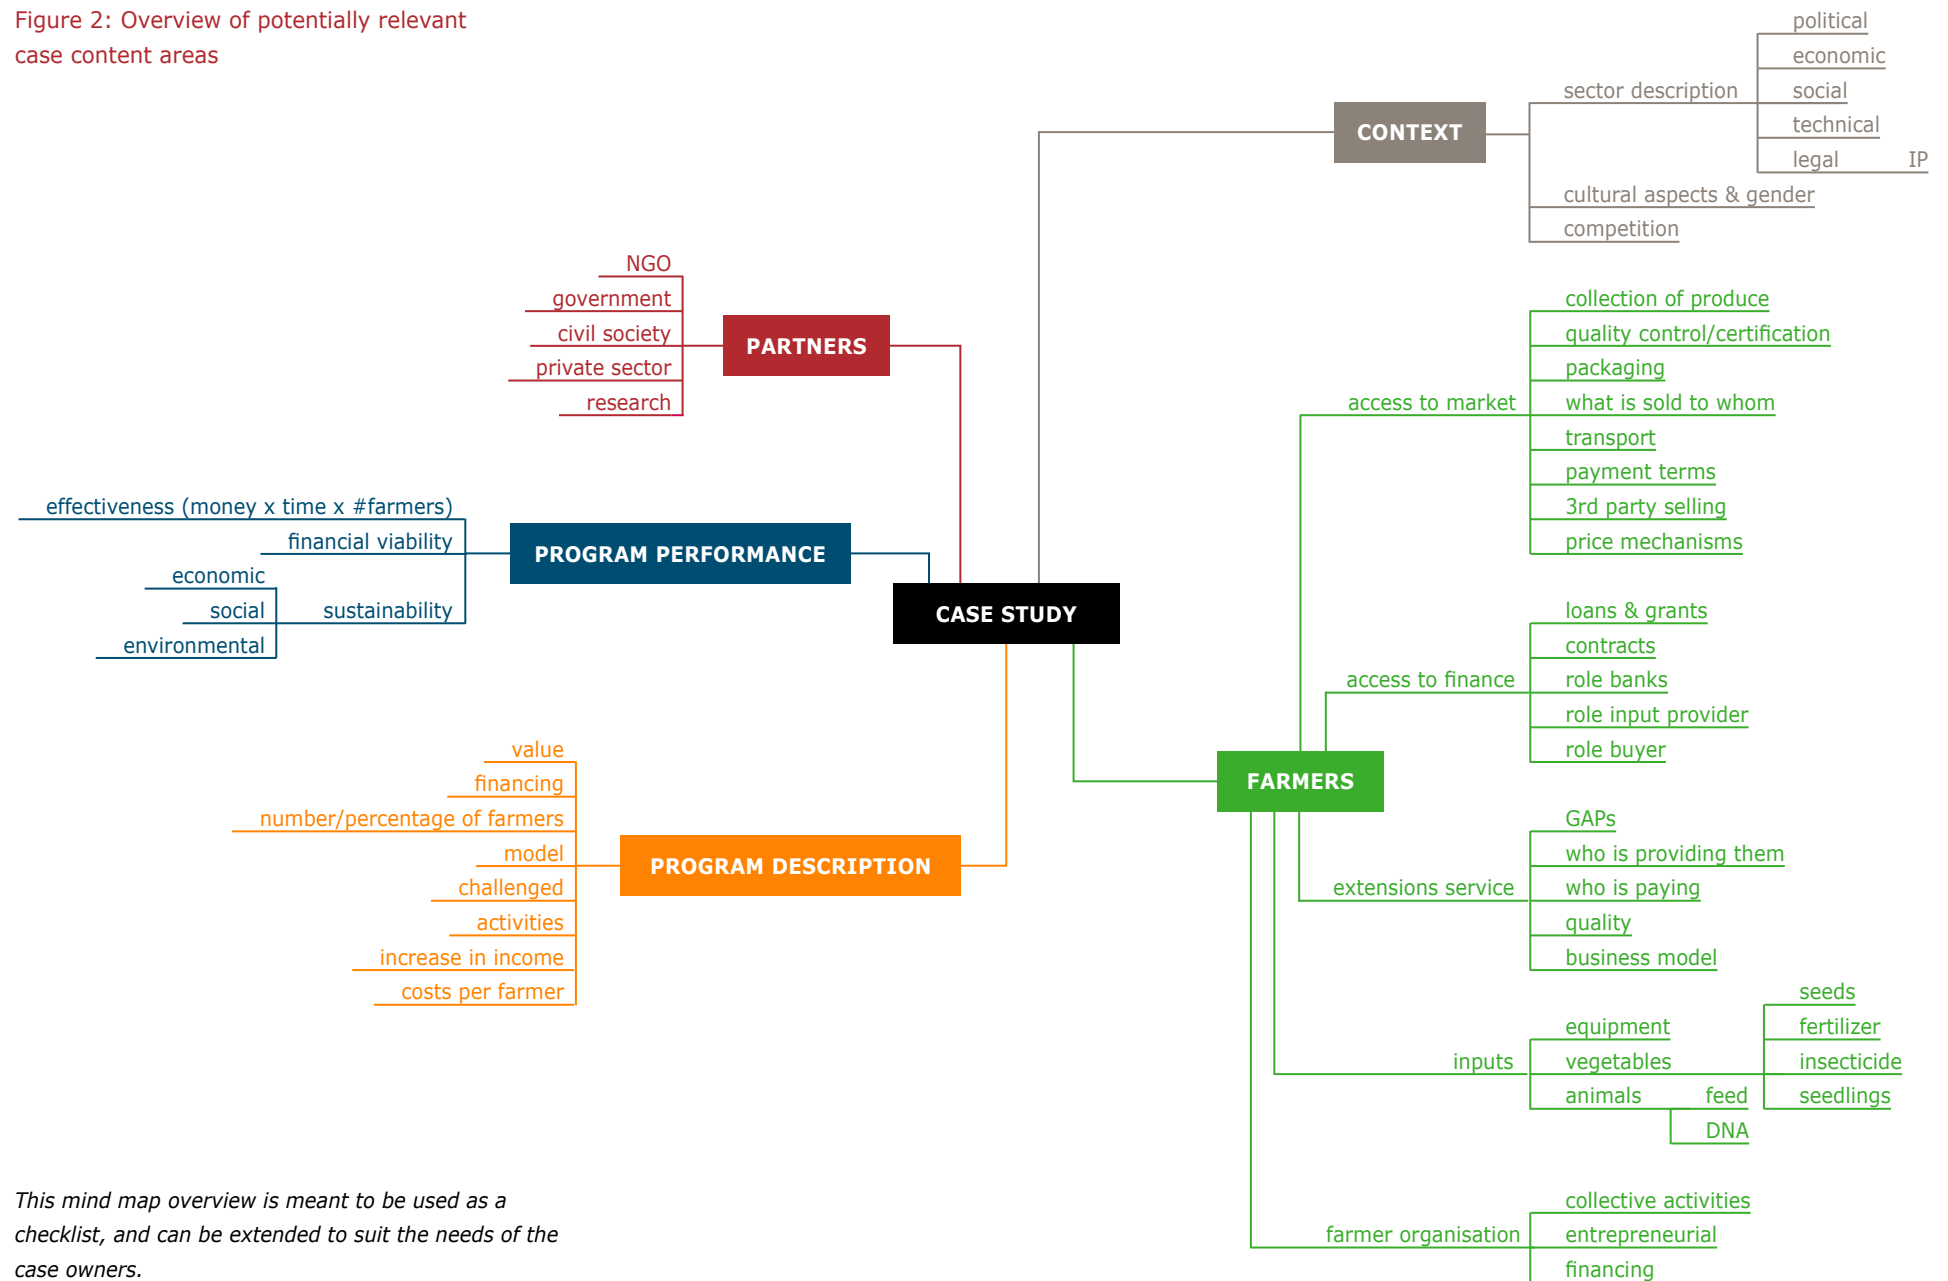 Figure 2: Overview of potentially relevant
case content areas
CASE STUDY
CONTEXT
sector description
political
economic
social
technical
legal
IP
cultural aspects & gender
competition
PARTNERS
NGO
government
civil society
private sector
research
PROGRAM PERFORMANCE
effectiveness (money x time x #farmers)
financial viability
sustainability
economic
social
environmental
PROGRAM DESCRIPTION
value
financing
number/percentage of farmers
model
challenged
activities
increase in income
costs per farmer
FARMERS
access to market
collection of produce
quality control/certification
packaging
what is sold to whom
transport
payment terms
3rd party selling
price mechanisms
access to finance
loans & grants
contracts
role banks
role input provider
role buyer
extensions service
GAPs
who is providing them
who is paying
quality
business model
inputs
equipment
vegetables
seeds
fertilizer
insecticide
seedlings
animals
feed
DNA
farmer organisation
collective activities
entrepreneurial
financing
This mind map overview is meant to be used as a
checklist, and can be extended to suit the needs of the
case owners.